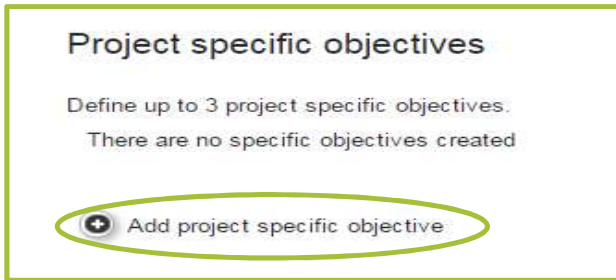 Project specific objectives
Define up to 3 project specific objectives.
There are no specific objectives created
Add project specific objective